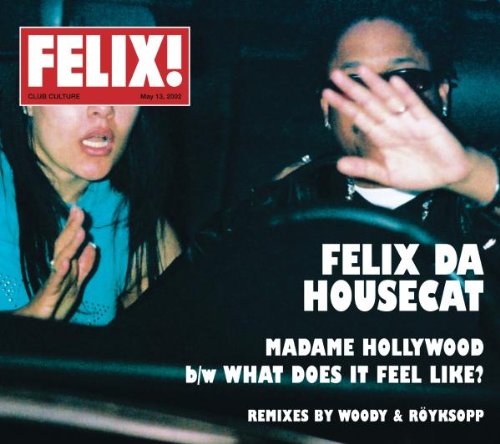 FELIX!
CLUB CULTURE May 13, 2002
FELIX DA
HOUSECAT
MADAME HOLLYWOOD
b/w WHAT DOES IT FEEL LIKE?
REMIXES BY WOODY & RÖYKSOPP